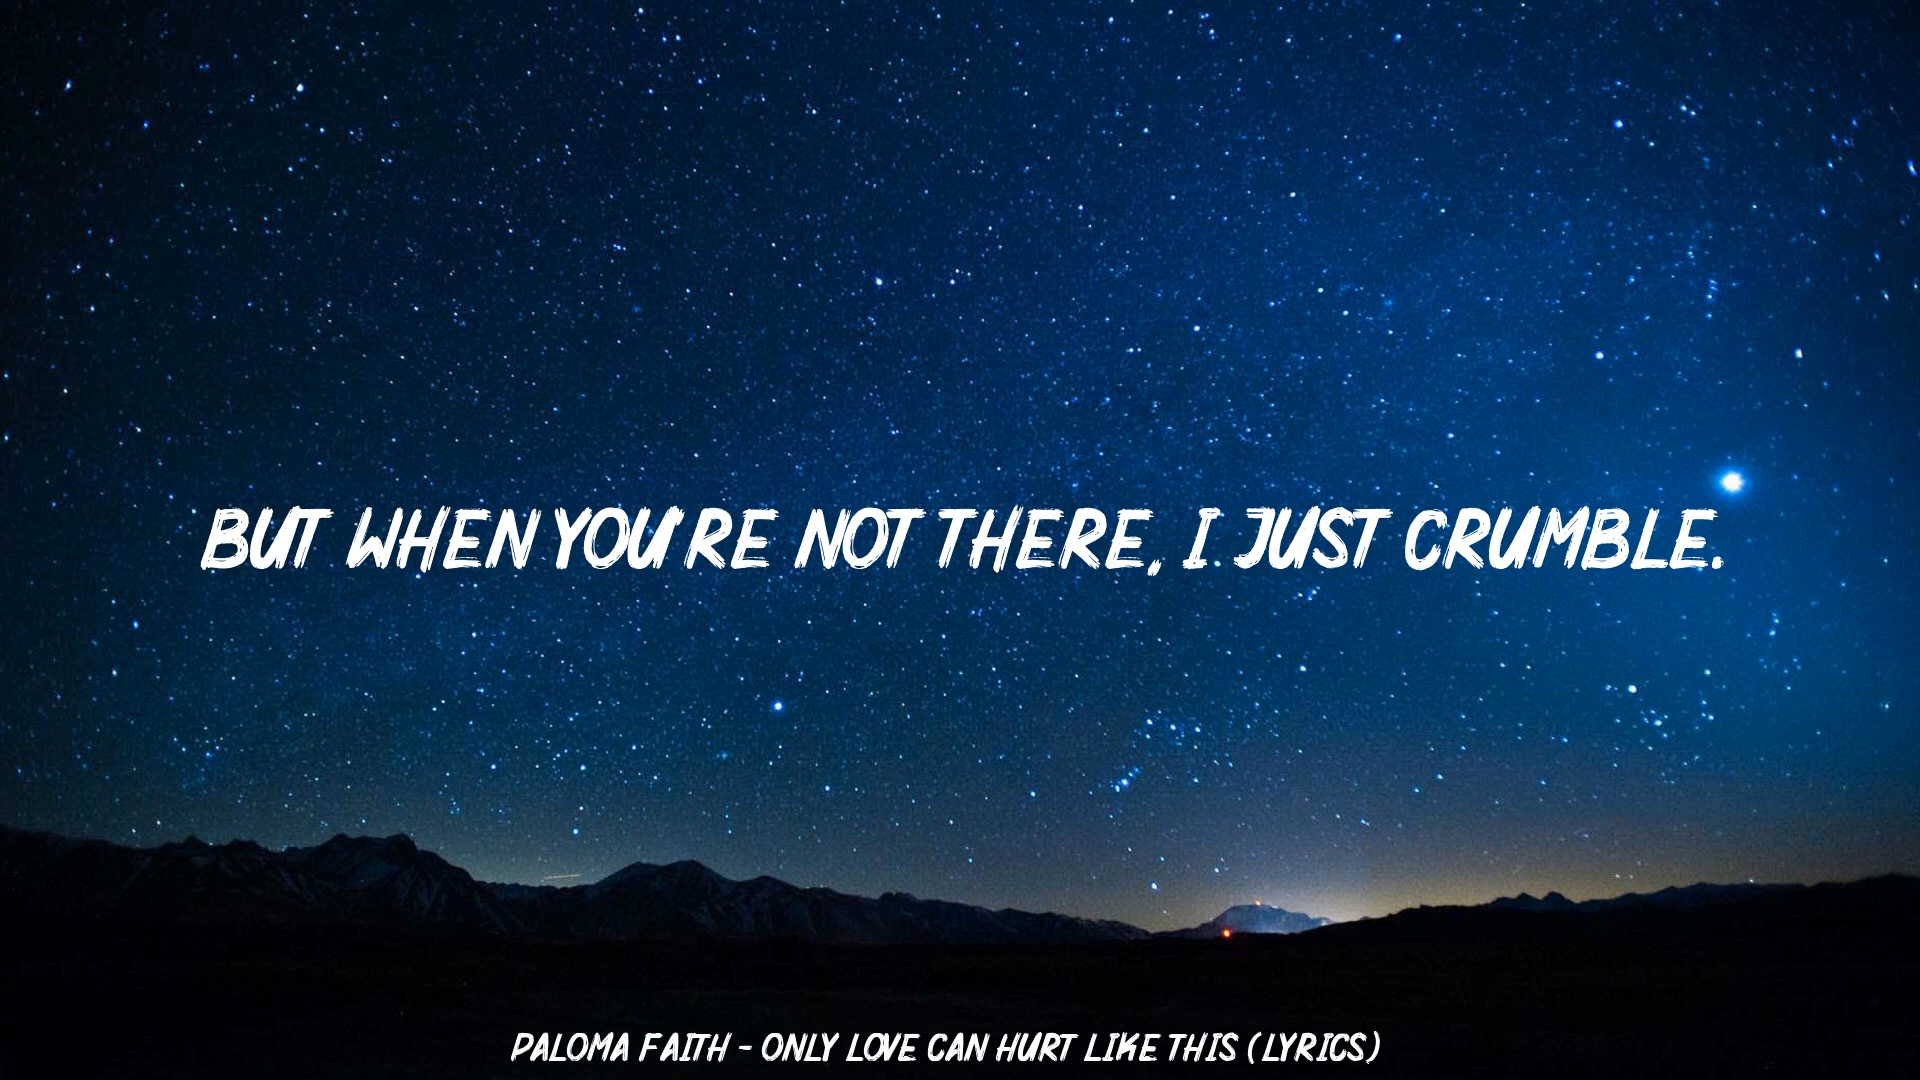 BUT WHEN YOU'RE NOT THERE, I JUST CRUMBLE.
PALOMA FAITH - ONLY LOVE CAN HURT LIKE THIS (LYRICS)